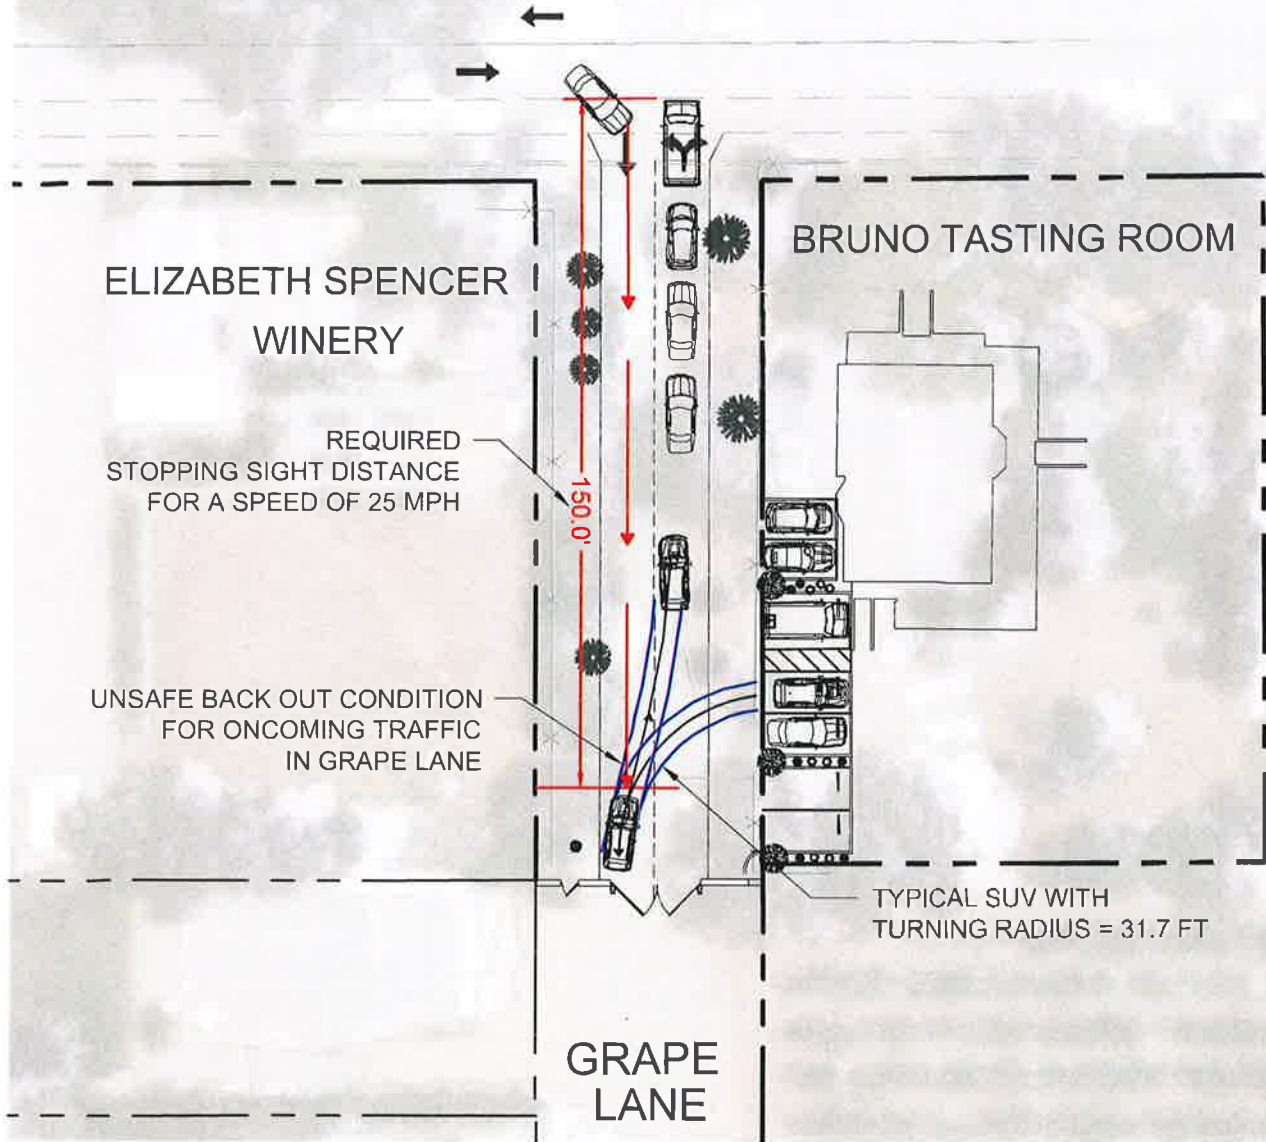 ELIZABETH SPENCER
WINERY
BRUNO TASTING ROOM
REQUIRED
STOPPING SIGHT DISTANCE
FOR A SPEED OF 25 MPH
150.0'
UNSAFE BACK OUT CONDITION
FOR ONCOMING TRAFFIC
IN GRAPE LANE
TYPICAL SUV WITH
TURNING RADIUS = 31.7 FT
GRAPE
LANE